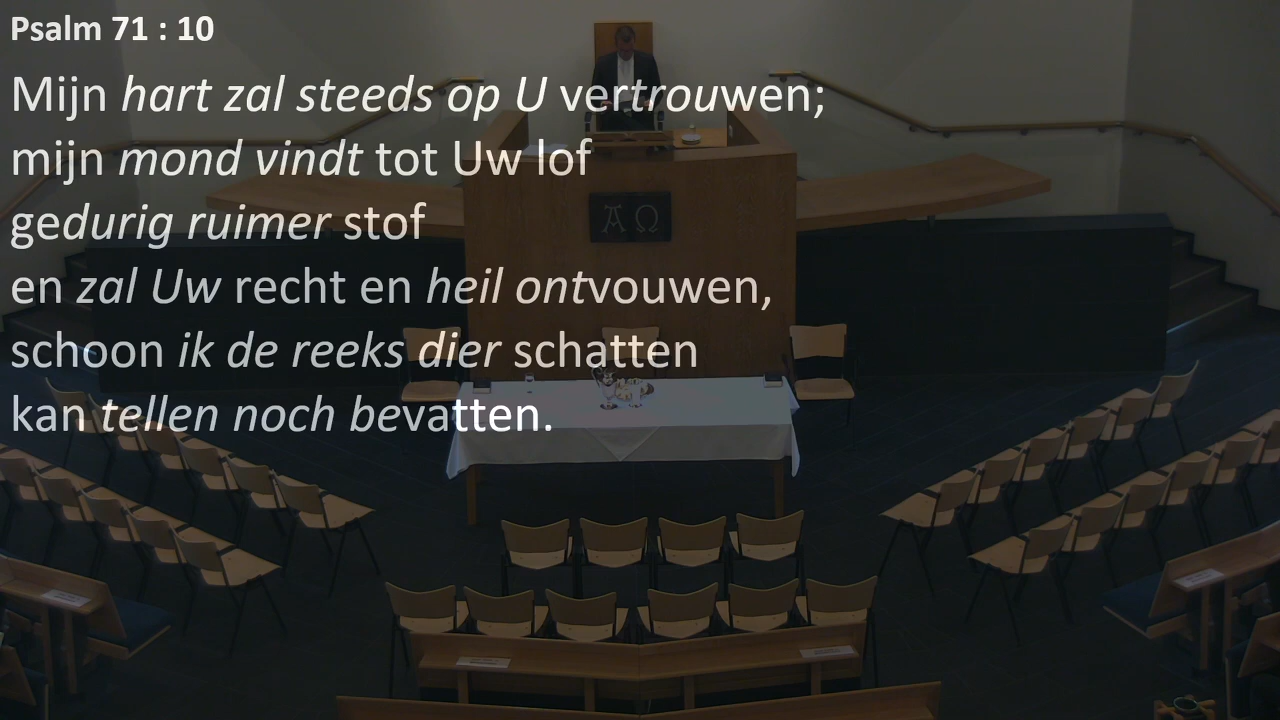 Psalm 71 : 10
Mijn hart zal steeds op U vertrouwen;
mijn mond vindt tot Uw lof
gedurig ruimer stof
en zal Uw recht en heil ontvouwen,
schoon ik de reeks dier schatten
kan tellen noch bevatten.
Α Ω